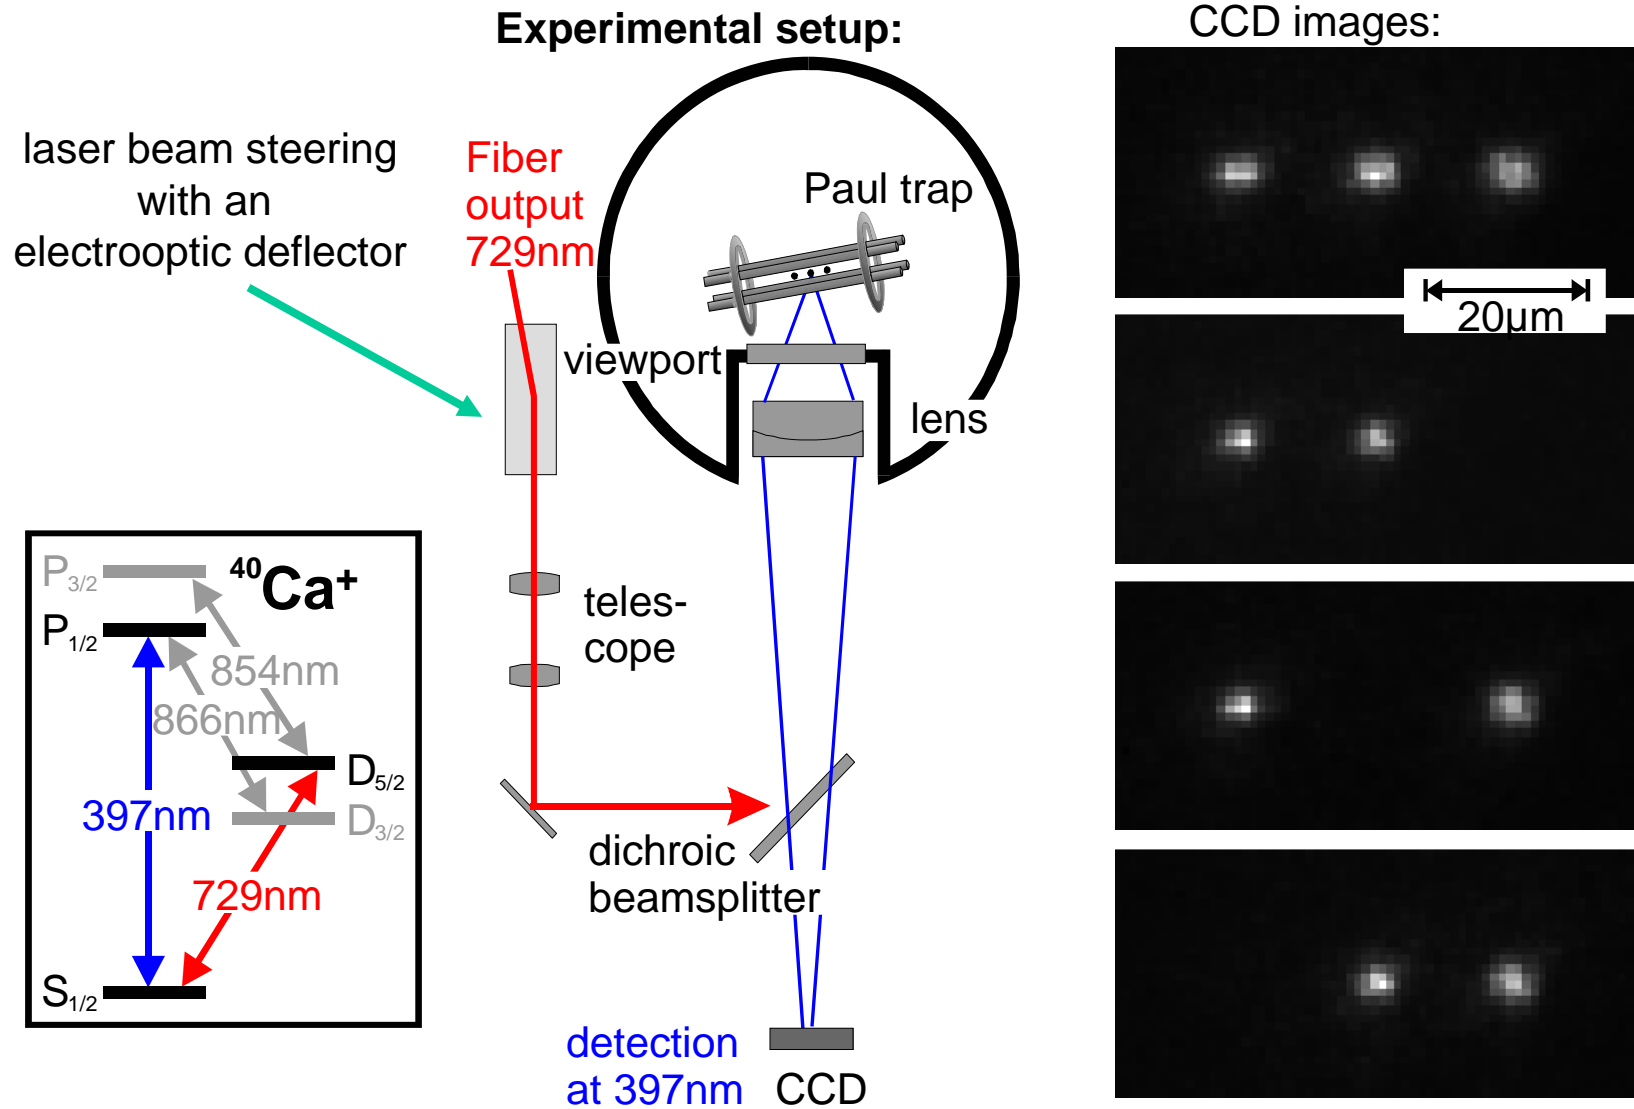 Experimental setup:
CCD images:
laser beam steering
with an
electrooptic deflector
Fiber
output
729nm
Paul trap
viewport
lens
20µm
40Ca+
P3/2
P1/2
854nm
866nm
D5/2
D3/2
397nm
729nm
S1/2
teles-
cope
dichroic
beamsplitter
detection
at 397nm
CCD